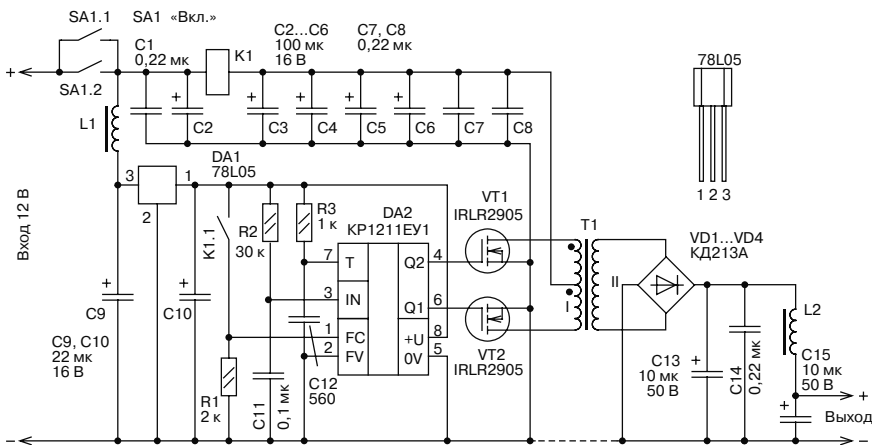 SA1.1 SA1 «Вкл.»
C1
0,22 мк
K1
C2...C6
100 мк
16 В
C7, C8
0,22 мк
78L05
+
SA1.2
+
C2
+
C3
+
C4
+
C5
+
C6
C7
C8
L1
1 2 3
Вход 12 В
DA1
78L05
3
1
2
K1.1
R2
30 к
R3
1 к
DA2
КР1211ЕУ1
7 T
3 IN
1 FC
2 FV
Q2 4
Q1 6
+U 8
0V 5
VT1
IRLR2905
VT2
IRLR2905
T1
I
II
VD1...VD4
КД213А
+
C9
+
C10
C9, C10
22 мк
16 В
R1
2 к
C11
0,1 мк
C12
560
L2
C13
10 мк
50 В
+
C14
0,22 мк
C15
10 мк
50 В
+
+
Выход
–
–